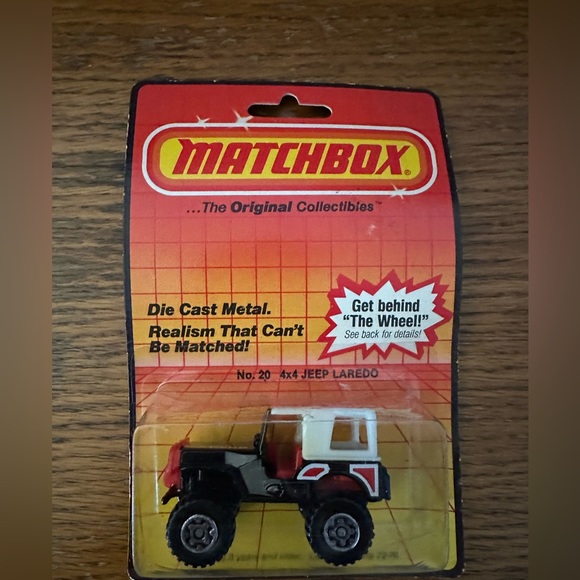 MATCHBOX®
...The Original Collectibles™
Die Cast Metal.
Realism That Can't
Be Matched!
Get behind
"The Wheel!"
See back for details!
No. 20 4x4 JEEP LAREDO